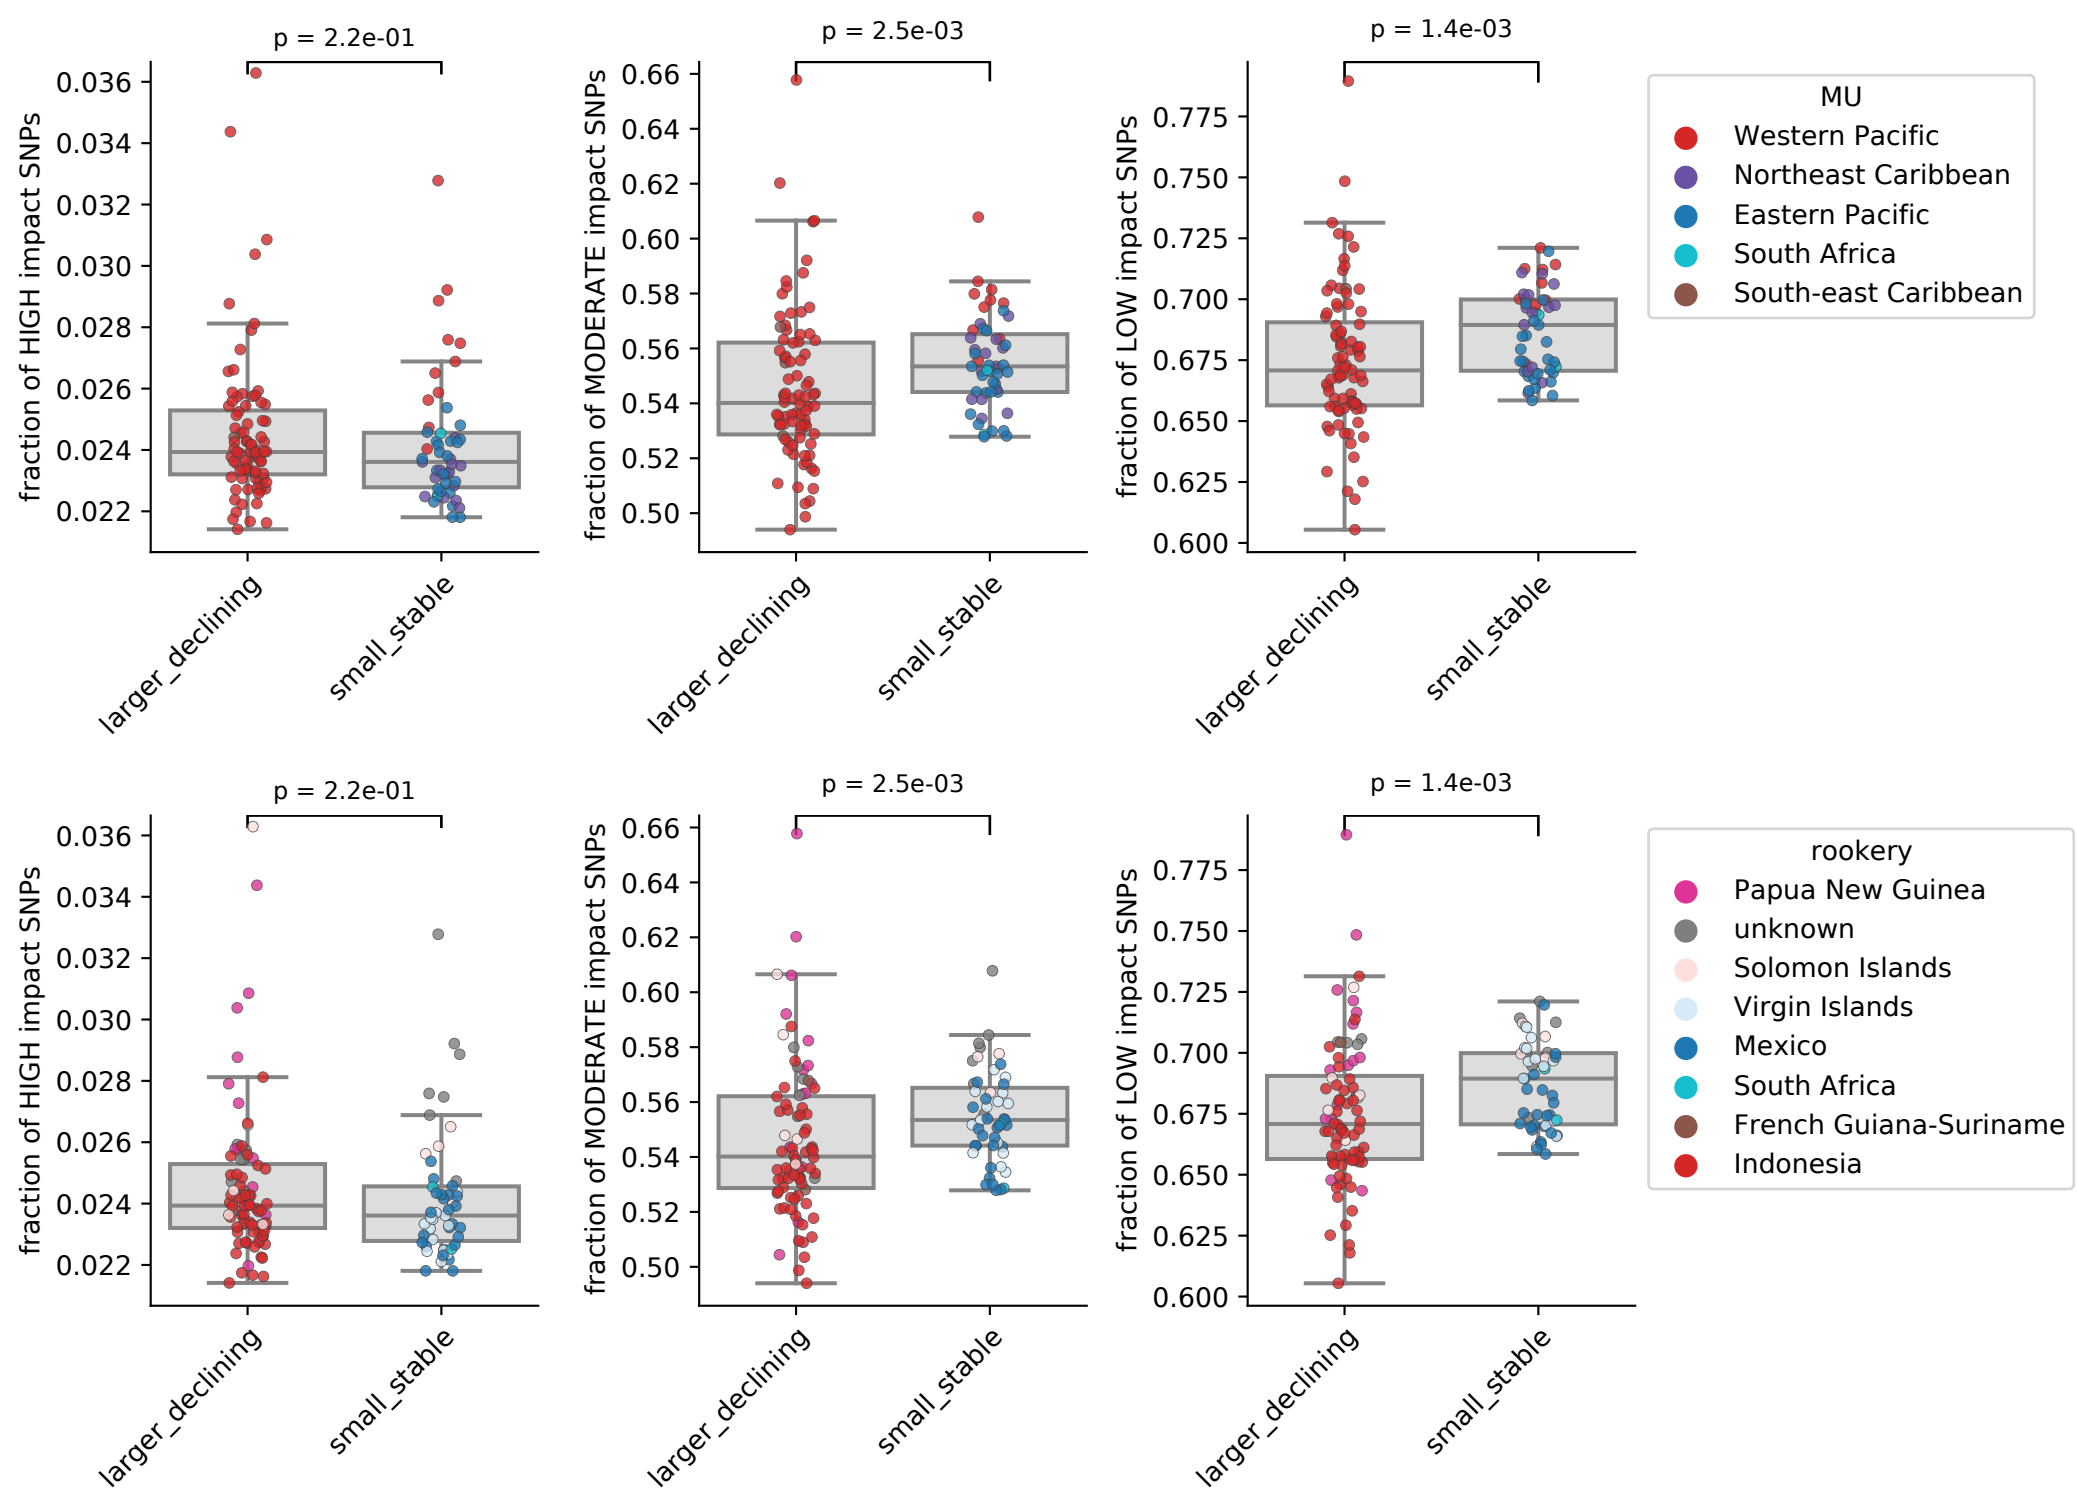 p = 2.2e-01
fraction of HIGH impact SNPs
0.036
0.034
0.032
0.030
0.028
0.026
0.024
0.022
larger_declining
small_stable
p = 2.5e-03
fraction of MODERATE impact SNPs
0.66
0.64
0.62
0.60
0.58
0.56
0.54
0.52
0.50
larger_declining
small_stable
p = 1.4e-03
fraction of LOW impact SNPs
0.775
0.750
0.725
0.700
0.675
0.650
0.625
0.600
larger_declining
small_stable
MU
Western Pacific
Northeast Caribbean
Eastern Pacific
South Africa
South-east Caribbean
p = 2.2e-01
fraction of HIGH impact SNPs
0.036
0.034
0.032
0.030
0.028
0.026
0.024
0.022
larger_declining
small_stable
p = 2.5e-03
fraction of MODERATE impact SNPs
0.66
0.64
0.62
0.60
0.58
0.56
0.54
0.52
0.50
larger_declining
small_stable
p = 1.4e-03
fraction of LOW impact SNPs
0.775
0.750
0.725
0.700
0.675
0.650
0.625
0.600
larger_declining
small_stable
rookery
Papua New Guinea
unknown
Solomon Islands
Virgin Islands
Mexico
South Africa
French Guiana-Suriname
Indonesia